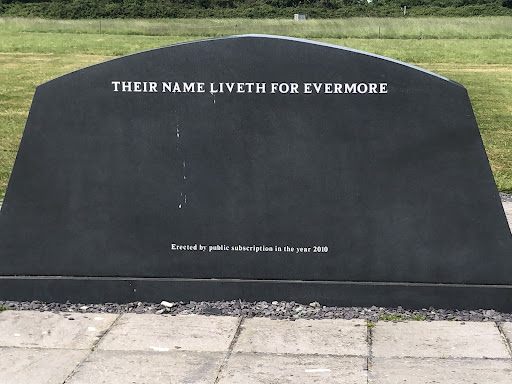 THEIR NAME LIVETH FOR EVERMORE
Erected by public subscription in the year 2010